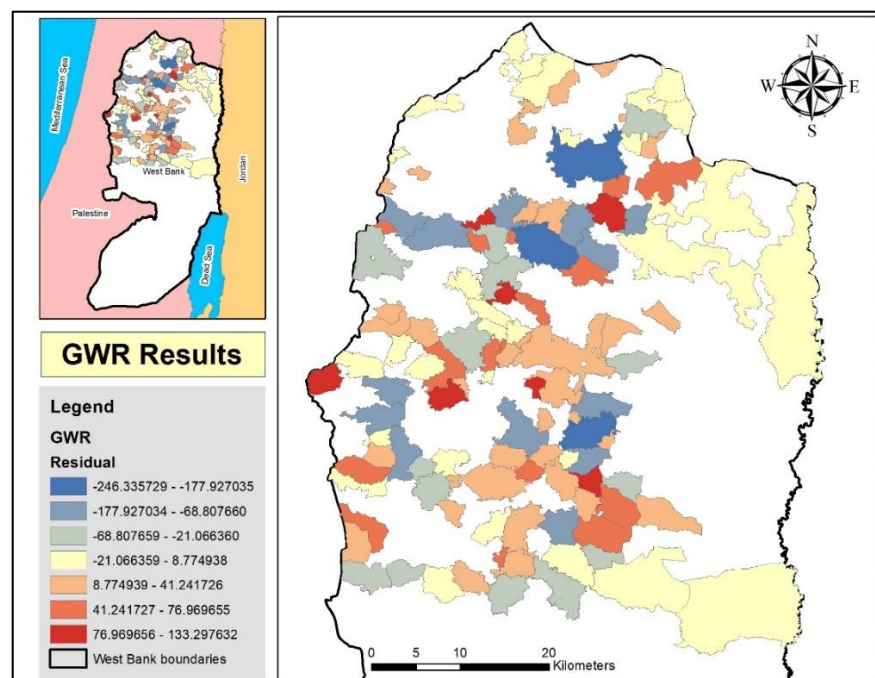 Mediterranean Sea
West Bank
Jordan
Palestine
Dead Sea
GWR Results
Legend
GWR
Residual
-246.335729 - -177.927035
-177.927034 - -68.807660
-68.807659 - -21.066360
-21.066359 - 8.774938
8.774939 - 41.241726
41.241727 - 76.969655
76.969656 - 133.297632
West Bank boundaries
N
W E
S
0 5 10 20
Kilometers